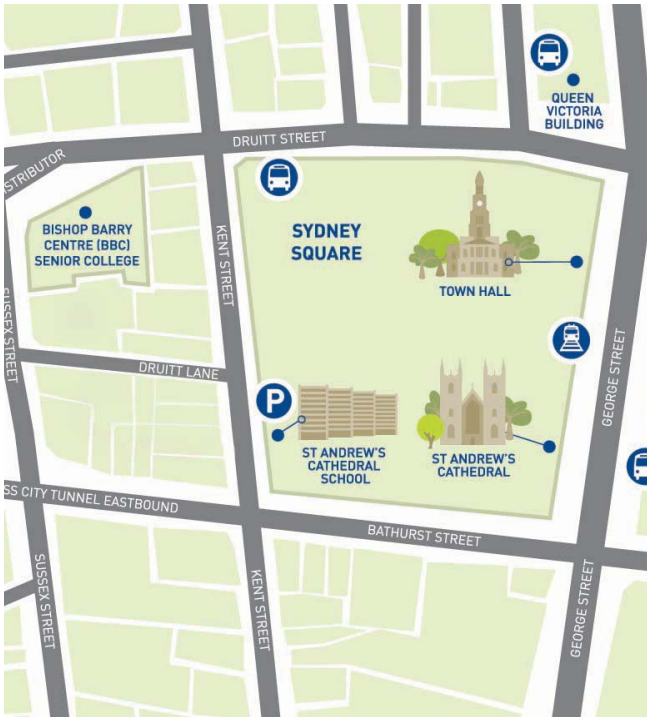 QUEEN
VICTORIA
BUILDING
DRUITT STREET
ISTRIBUTOR
BISHOP BARRY
CENTRE (BBC)
SENIOR COLLEGE
KENT STREET
SYDNEY
SQUARE
TOWN HALL
SUSSEX STREET
DRUITT LANE
GEORGE STREET
P
ST ANDREW'S
CATHEDRAL
SCHOOL
ST ANDREW'S
CATHEDRAL
SS CITY TUNNEL EASTBOUND
BATHURST STREET
SUSSEX STREET
KENT STREET
GEORGE STREET